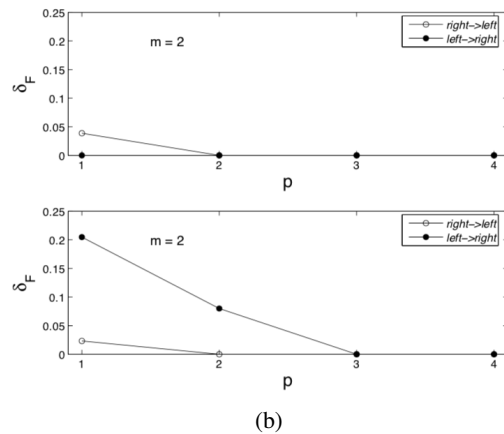 0.25
0.2
0.15
0.1
0.05
0
δF
m = 2
right->left
left->right
1 2 3 4
p
0.25
0.2
0.15
0.1
0.05
0
δF
m = 2
right->left
left->right
1 2 3 4
p
(b)